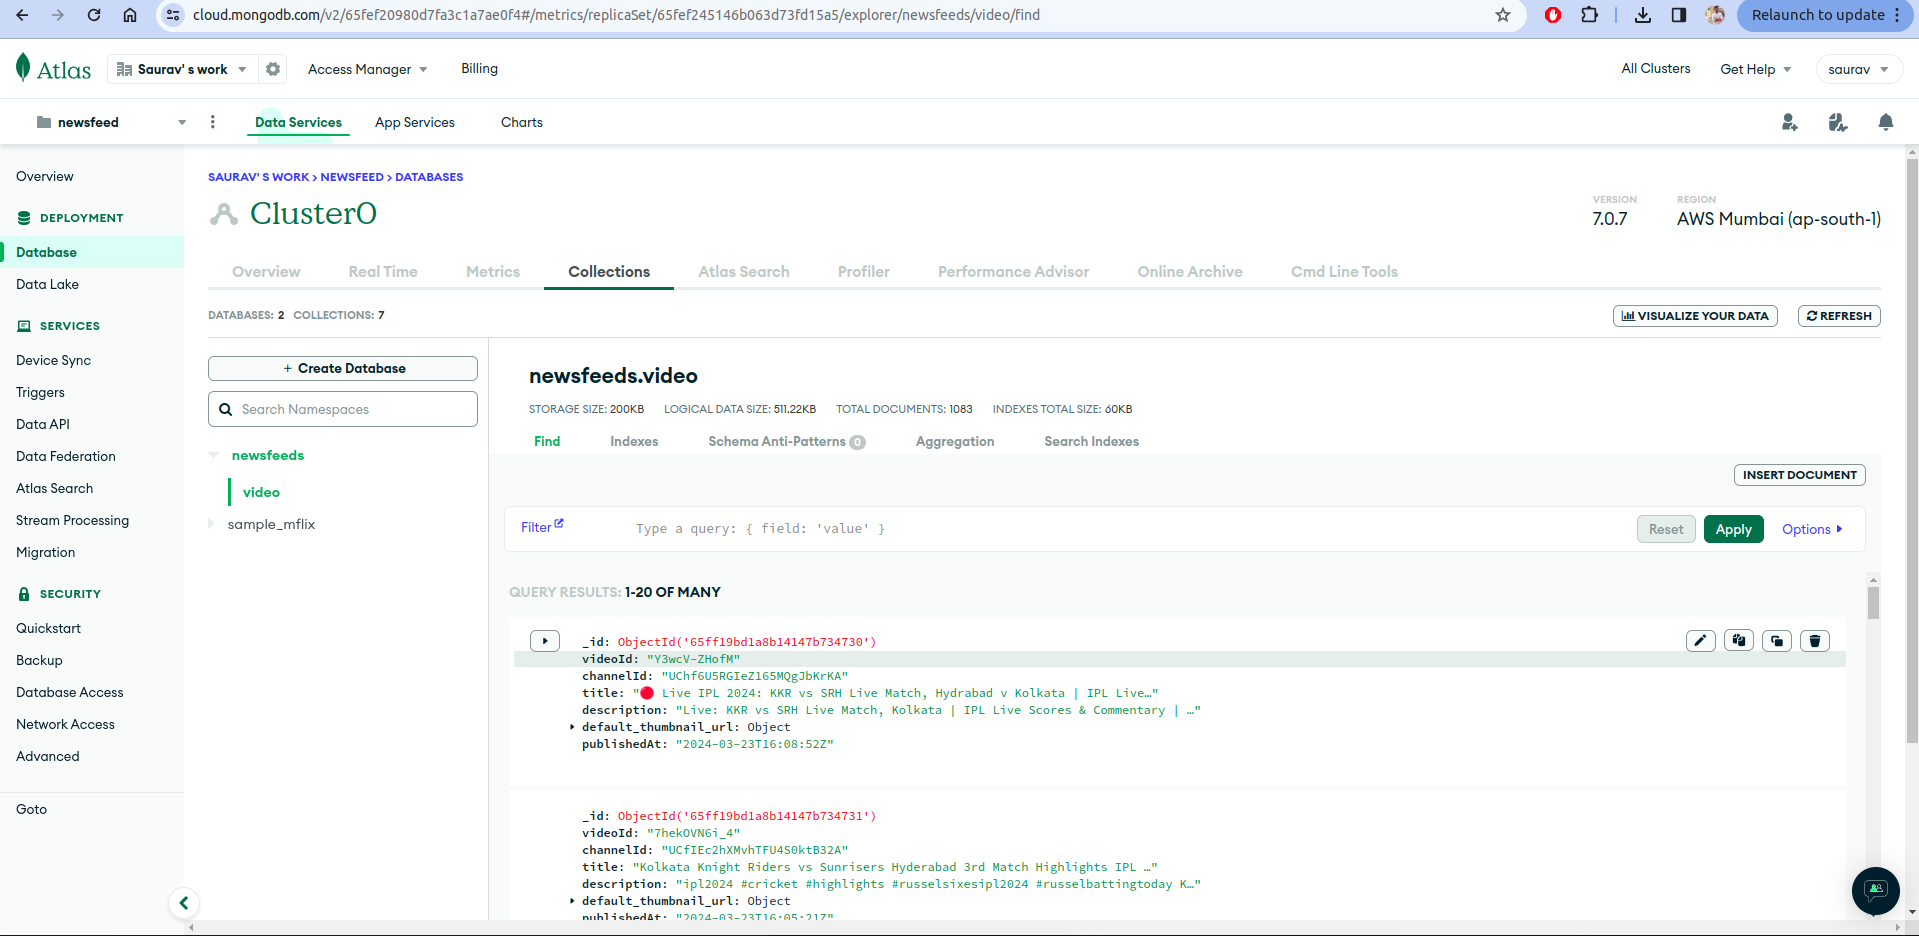 cloud.mongodb.com/v2/65fef20980d7fa3c1a7ae0f4#/metrics/replicaSet/65fef245146b063d73fd15a5/explorer/newsfeeds/video/find
Relaunch to update
Atlas
Saurav' s work
Access Manager
Billing
All Clusters
Get Help
saurav
newsfeed
Data Services
App Services
Charts
Overview
DEPLOYMENT
Database
Data Lake
SERVICES
Device Sync
Triggers
Data API
Data Federation
Atlas Search
Stream Processing
Migration
SECURITY
Quickstart
Backup
Database Access
Network Access
Advanced
Goto
SAURAV' S WORK > NEWSFEED > DATABASES
Cluster0
VERSION
7.0.7
REGION
AWS Mumbai (ap-south-1)
Overview
Real Time
Metrics
Collections
Atlas Search
Profiler
Performance Advisor
Online Archive
Cmd Line Tools
DATABASES: 2 COLLECTIONS: 7
VISUALIZE YOUR DATA
REFRESH
+ Create Database
Search Namespaces
newsfeeds
video
sample_mflix
newsfeeds.video
STORAGE SIZE: 200KB LOGICAL DATA SIZE: 511.22KB TOTAL DOCUMENTS: 1083 INDEXES TOTAL SIZE: 60KB
Find
Indexes
Schema Anti-Patterns 0
Aggregation
Search Indexes
INSERT DOCUMENT
Filter
Type a query: { field: 'value' }
Reset
Apply
Options
QUERY RESULTS: 1-20 OF MANY
_id: ObjectId('65ff19bd1a8b14147b734730')
videoId: "Y3wcV-ZHofM"
channelId: "UChf6U5RGIeZ165MQgJbKrKA"
title: "🔴 Live IPL 2024: KKR vs SRH Live Match, Hydrabad v Kolkata | IPL Live…"
description: "Live: KKR vs SRH Live Match, Kolkata | IPL Live Scores & Commentary | …"
default_thumbnail_url: Object
publishedAt: "2024-03-23T16:08:52Z"
_id: ObjectId('65ff19bd1a8b14147b734731')
videoId: "7hekOVN6i_4"
channelId: "UCfIEc2hXMvhTFU4S0ktB32A"
title: "Kolkata Knight Riders vs Sunrisers Hyderabad 3rd Match Highlights IPL …"
description: "ipl2024 #cricket #highlights #russelsixesipl2024 #russelbattingtoday K…"
default_thumbnail_url: Object
publishedAt: "2024-03-23T16:05:21Z"